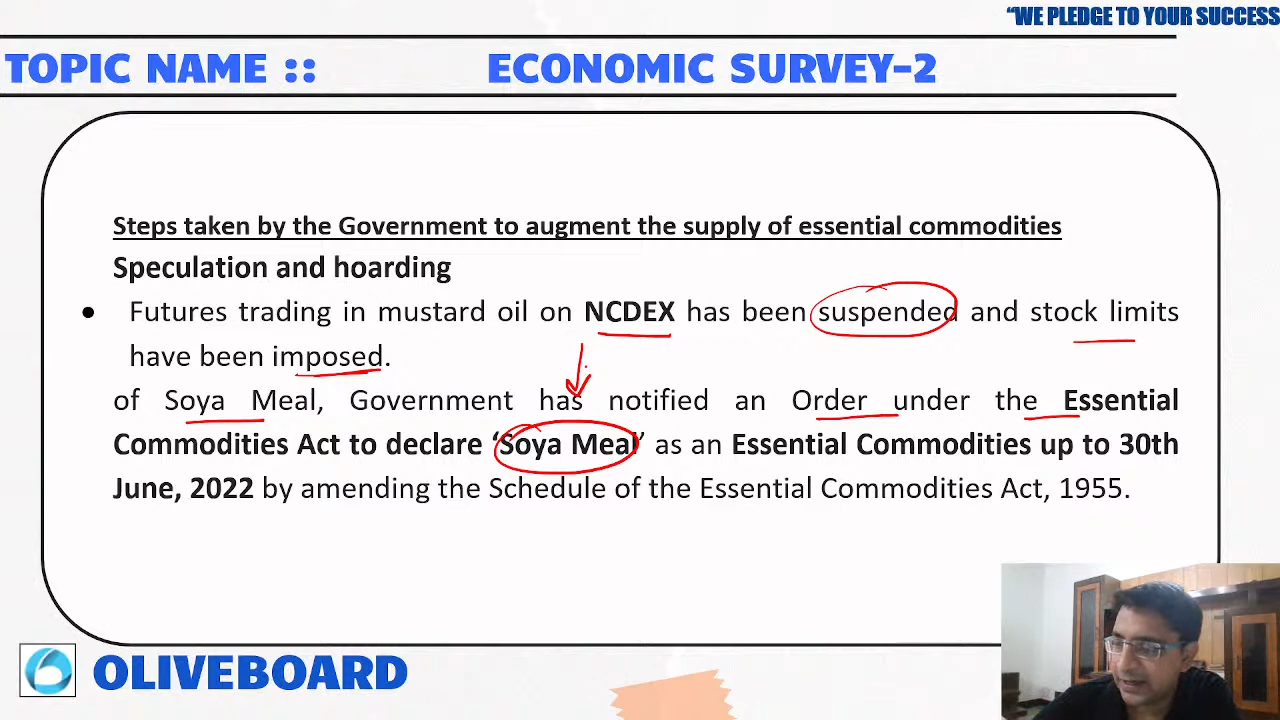 “WE PLEDGE TO YOUR SUCCESS
TOPIC NAME :: ECONOMIC SURVEY-2
Steps taken by the Government to augment the supply of essential commodities
Speculation and hoarding
● Futures trading in mustard oil on NCDEX has been suspended and stock limits
have been imposed.
of Soya Meal, Government has notified an Order under the Essential
Commodities Act to declare ‘Soya Meal’ as an Essential Commodities up to 30th
June, 2022 by amending the Schedule of the Essential Commodities Act, 1955.
OLIVEBOARD